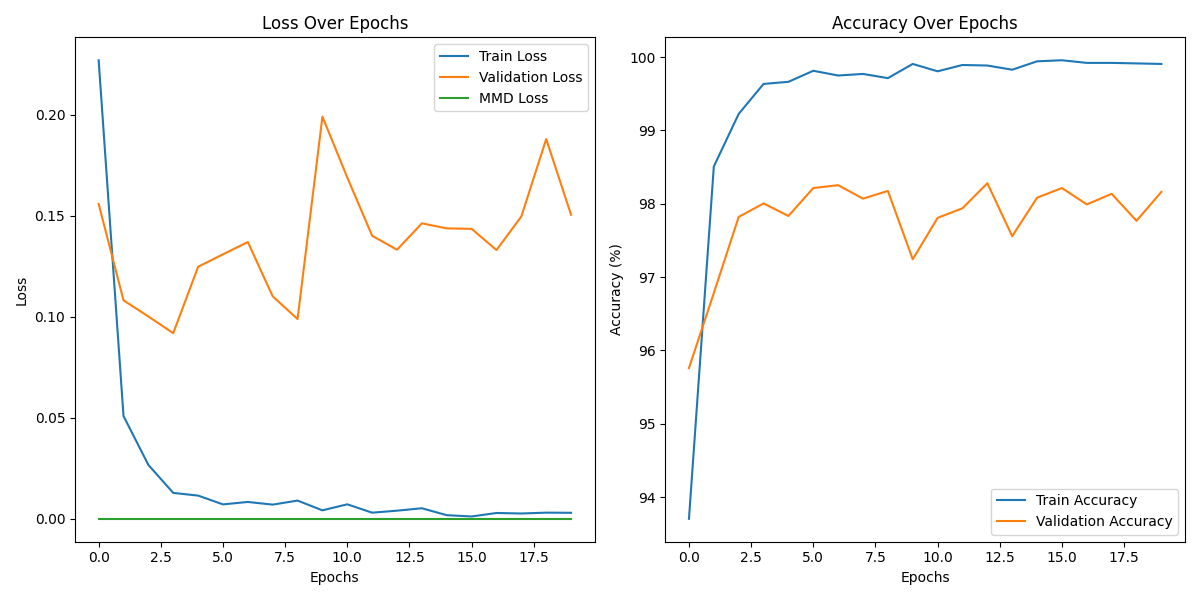 Loss Over Epochs
Train Loss
Validation Loss
MMD Loss
Loss
0.20
0.15
0.10
0.05
0.00
0.0 2.5 5.0 7.5 10.0 12.5 15.0 17.5
Epochs
Accuracy Over Epochs
Accuracy (%)
100
99
98
97
96
95
94
Train Accuracy
Validation Accuracy
0.0 2.5 5.0 7.5 10.0 12.5 15.0 17.5
Epochs